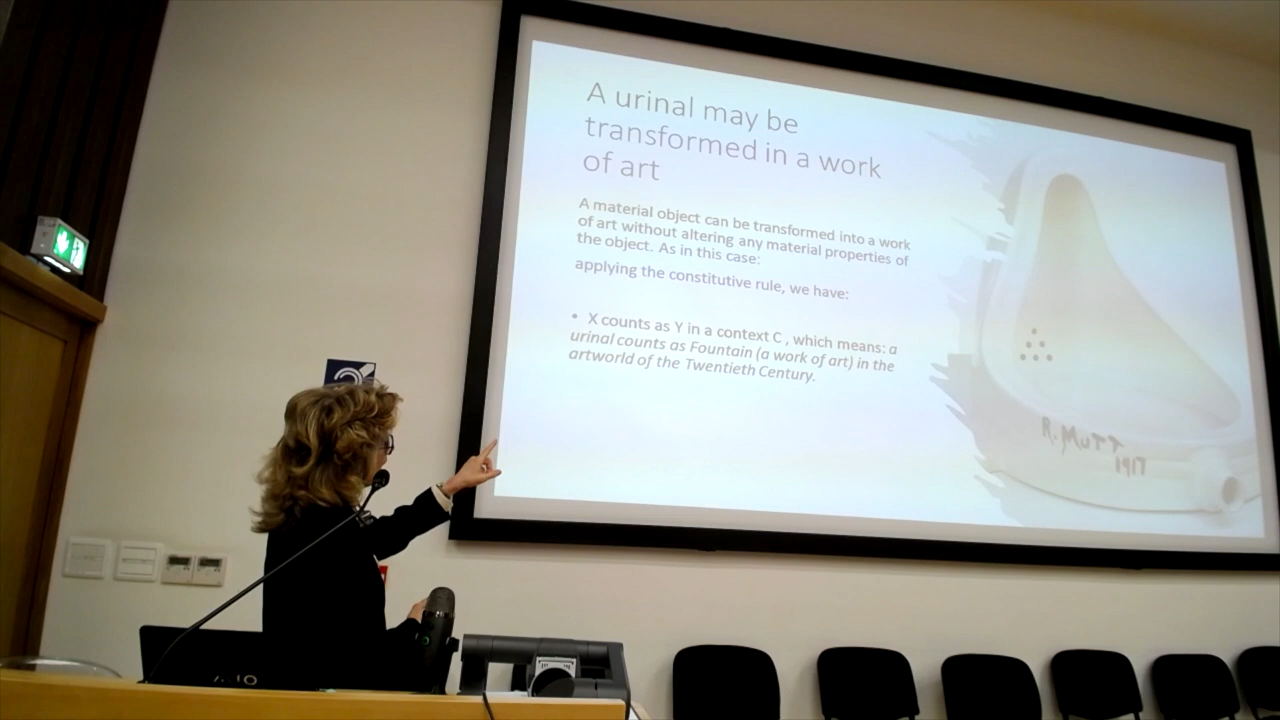 A urinal may be
transformed in a work
of art
A material object can be transformed into a work
of art without altering any material properties of
the object. As in this case:
applying the constitutive rule, we have:
• X counts as Y in a context C , which means: a
urinal counts as Fountain (a work of art) in the
artworld of the Twentieth Century.
R. MUTT
1917